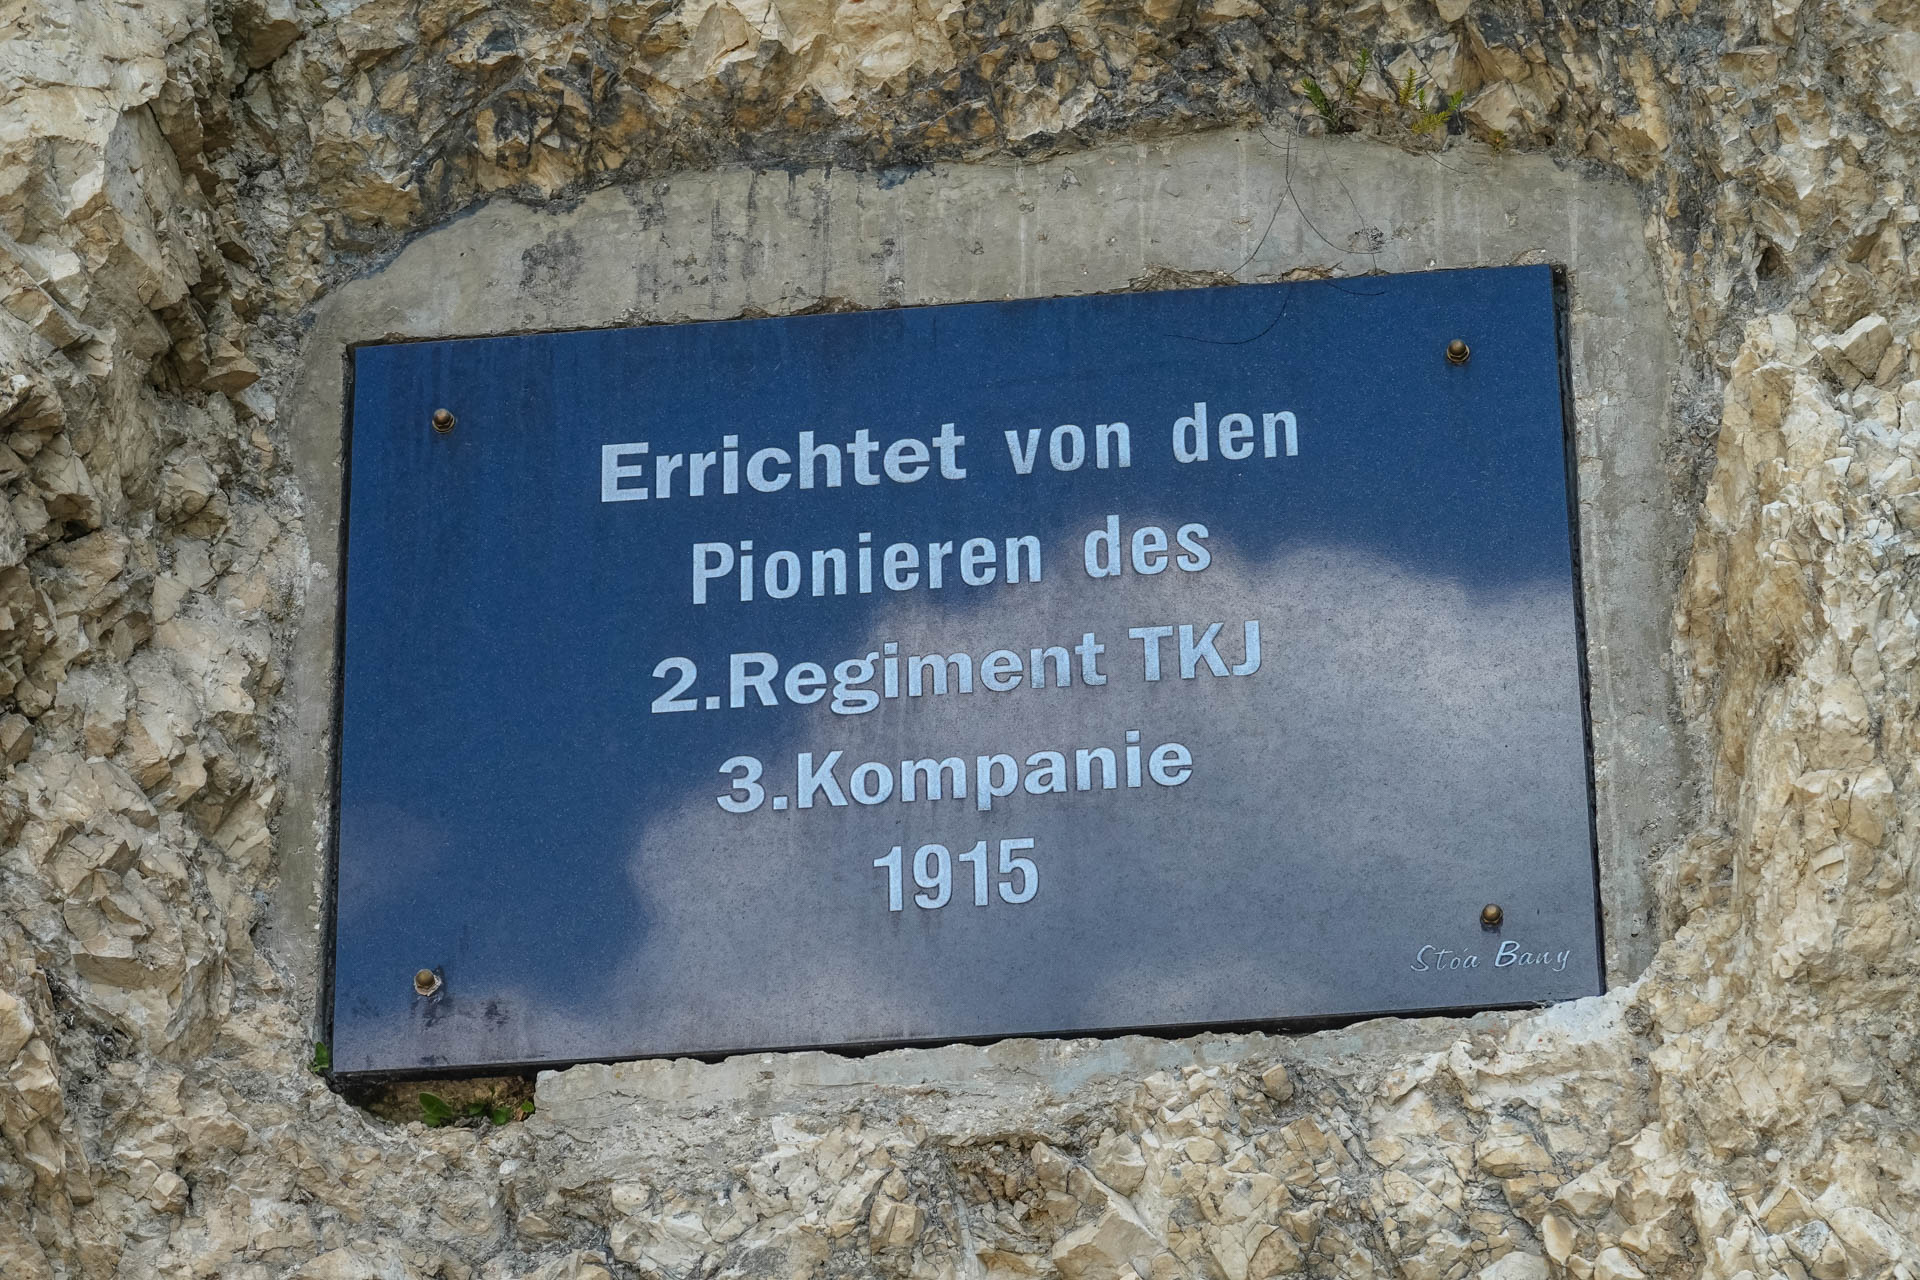 Errichtet von den
Pionieren des
2.Regiment TKJ
3.Kompanie
1915
Stoa Bany